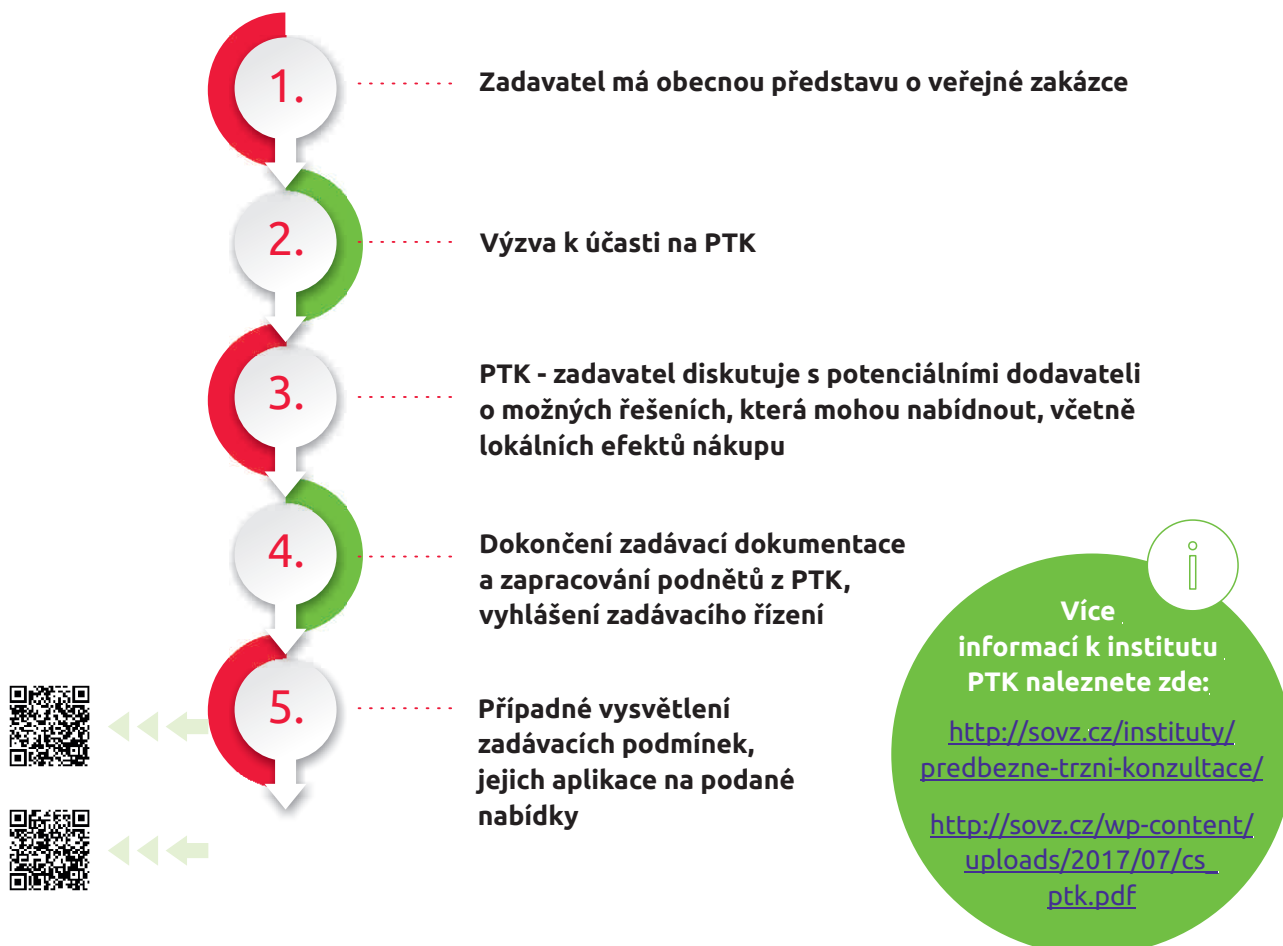 1.
Zadavatel má obecnou představu o veřejné zakázce
2.
Výzva k účasti na PTK
3.
PTK - zadavatel diskutuje s potenciálními dodavateli
o možných řešeních, která mohou nabídnout, včetně
lokálních efektů nákupu
4.
Dokončení zadávací dokumentace
a zapracování podnětů z PTK,
vyhlášení zadávacího řízení
5.
Případné vysvětlení
zadávacích podmínek,
jejich aplikace na podané
nabídky
i
Více
informací k institutu
PTK naleznete zde:
http://sovz.cz/instituty/
predbezne-trzni-konzultace/
http://sovz.cz/wp-content/
uploads/2017/07/cs_
ptk.pdf